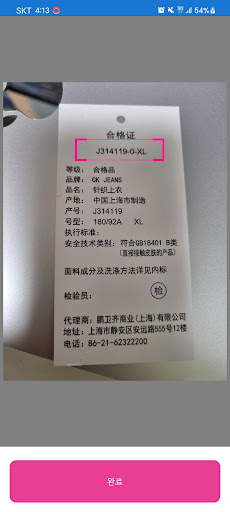 SKT 4:13 54%
合格证
J314119-0-XL
等级: 合格品
品牌: CK JEANS
品名: 针织上衣
产地: 中国上海市制造
产号: J314119
号型: 180/92A XL
执行标准:
安全技术类别: 符合GB18401 B类
(直接接触皮肤的产品)
面料成分及洗涤方法详见内标
检验员: 检
代理商: 鹏卫齐商业(上海)有限公司
地址: 上海市静安区安远路555号12楼
电话: 86-21-62322200
완료